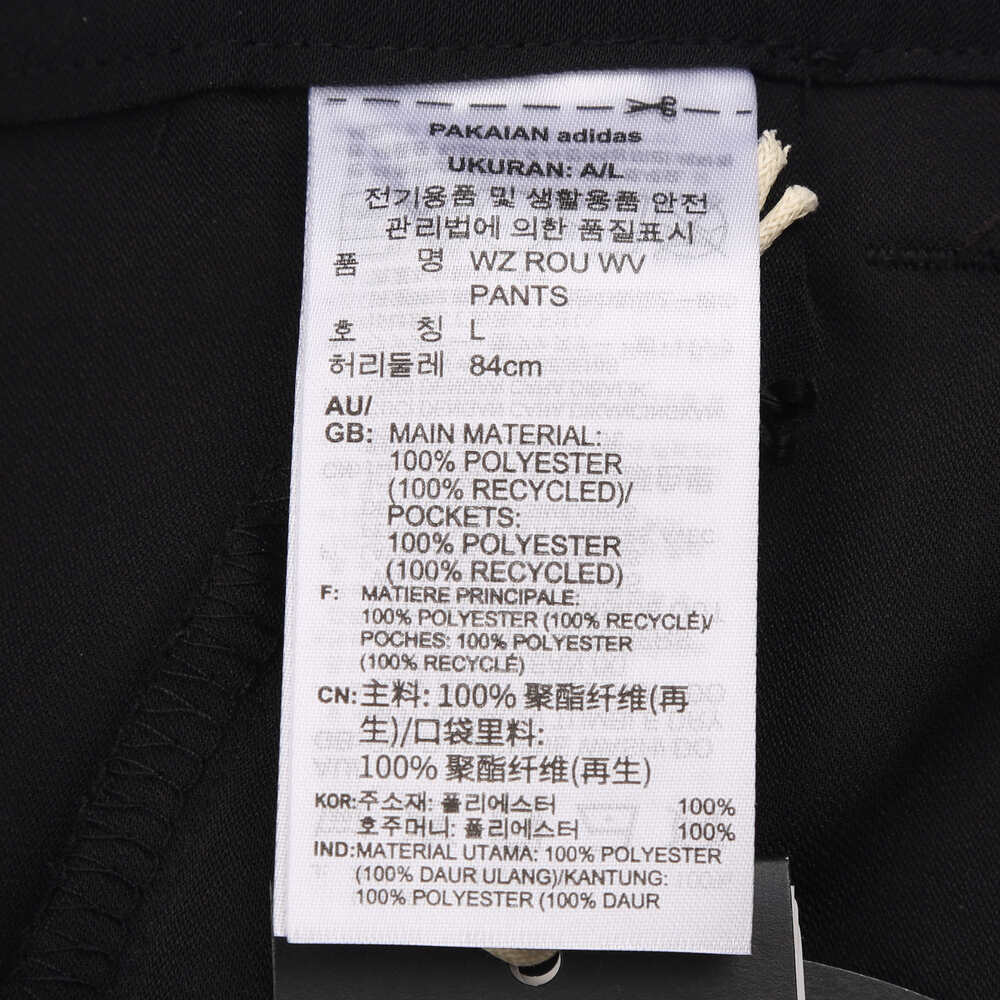 PAKAIAN adidas
UKURAN: A/L
전기용품 및 생활용품 안전
관리법에 의한 품질표시
품 명 WZ ROU WV
PANTS
호 칭 L
허리둘레 84cm
AU/
GB: MAIN MATERIAL:
100% POLYESTER
(100% RECYCLED)/
POCKETS:
100% POLYESTER
(100% RECYCLED)
F: MATIERE PRINCIPALE:
100% POLYESTER (100% RECYCLÉ)/
POCHES: 100% POLYESTER
(100% RECYCLÉ)
CN: 主料: 100% 聚酯纤维(再
生)/口袋里料:
100% 聚酯纤维(再生)
KOR: 주소재: 폴리에스터 100%
호주머니: 폴리에스터 100%
IND: MATERIAL UTAMA: 100% POLYESTER
(100% DAUR ULANG)/KANTUNG:
100% POLYESTER (100% DAUR